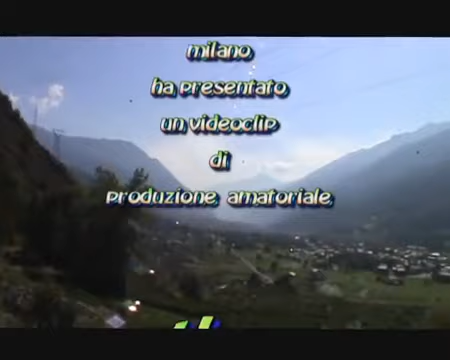 milano
ha presentato
un videoclip
di
produzione amatoriale